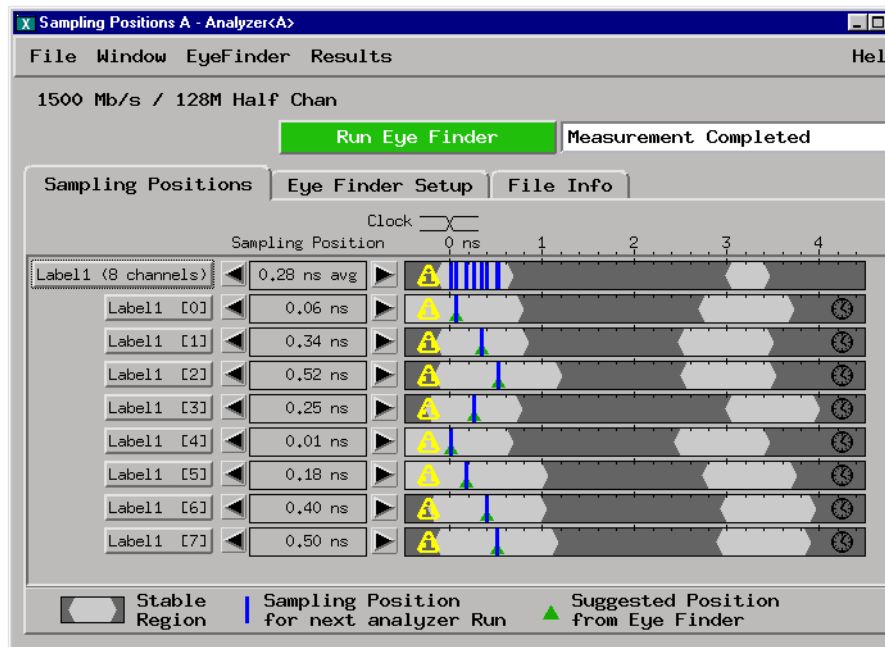 Sampling Positions A - Analyzer<A>
File Window EyeFinder Results Hel
1500 Mb/s / 128M Half Chan
Run Eye Finder Measurement Completed
Sampling Positions Eye Finder Setup File Info
Clock
Sampling Position 0 ns 1 2 3 4
Label1 (8 channels) 0.28 ns avg
Label1 [0] 0.06 ns
Label1 [1] 0.34 ns
Label1 [2] 0.52 ns
Label1 [3] 0.25 ns
Label1 [4] 0.01 ns
Label1 [5] 0.18 ns
Label1 [6] 0.40 ns
Label1 [7] 0.50 ns
Stable Sampling Position Suggested Position
Region for next analyzer Run from Eye Finder